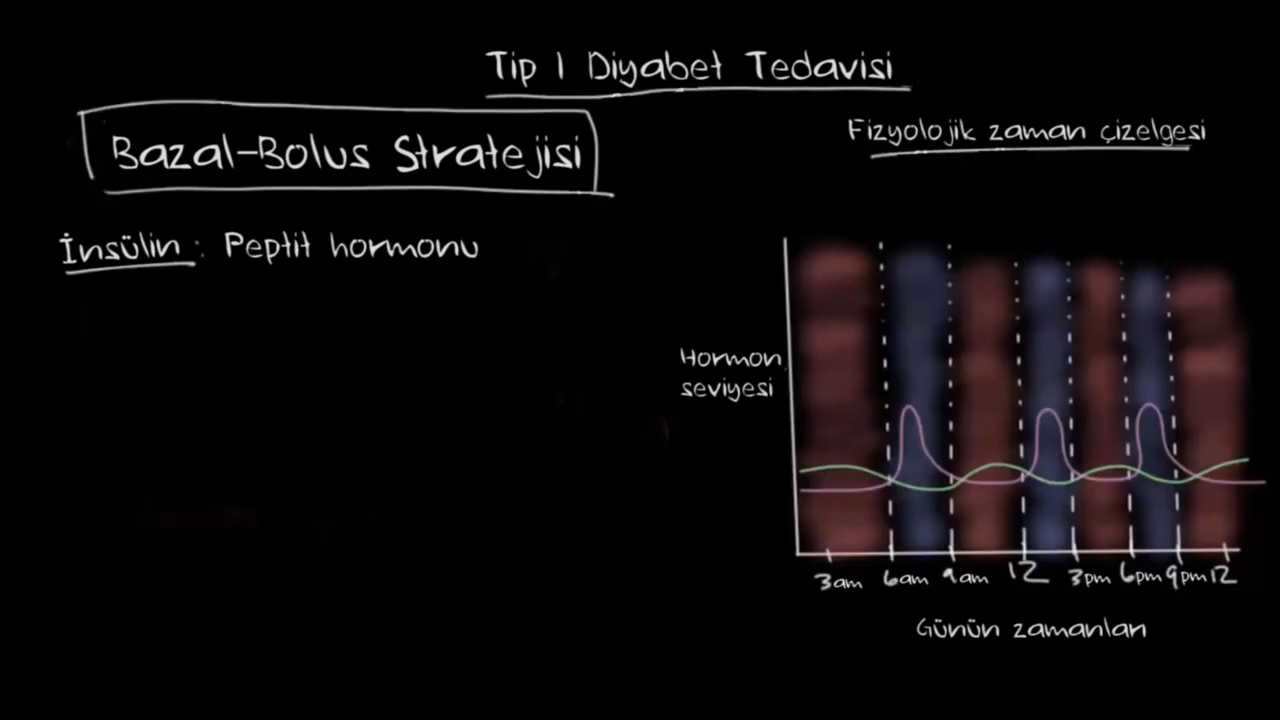 Tip 1 Diyabet Tedavisi
Bazal-Bolus Stratejisi
Fizyolojik zaman çizelgesi
İnsülin: Peptit hormonu
Hormon
seviyesi
3am 6am 9am 12 3pm 6pm 9pm 12
Günün zamanları